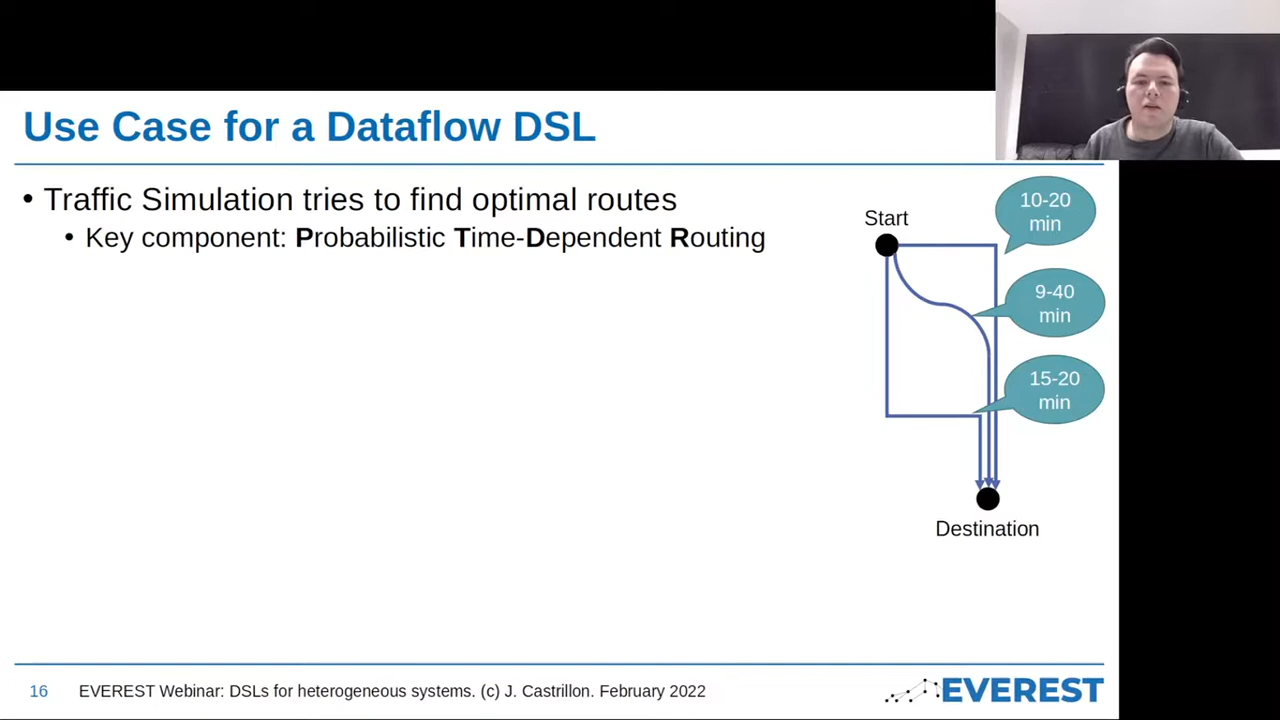 Use Case for a Dataflow DSL
• Traffic Simulation tries to find optimal routes
• Key component: Probabilistic Time-Dependent Routing
Start
10-20
min
9-40
min
15-20
min
Destination
16 EVEREST Webinar: DSLs for heterogeneous systems. (c) J. Castrillon. February 2022
EVEREST